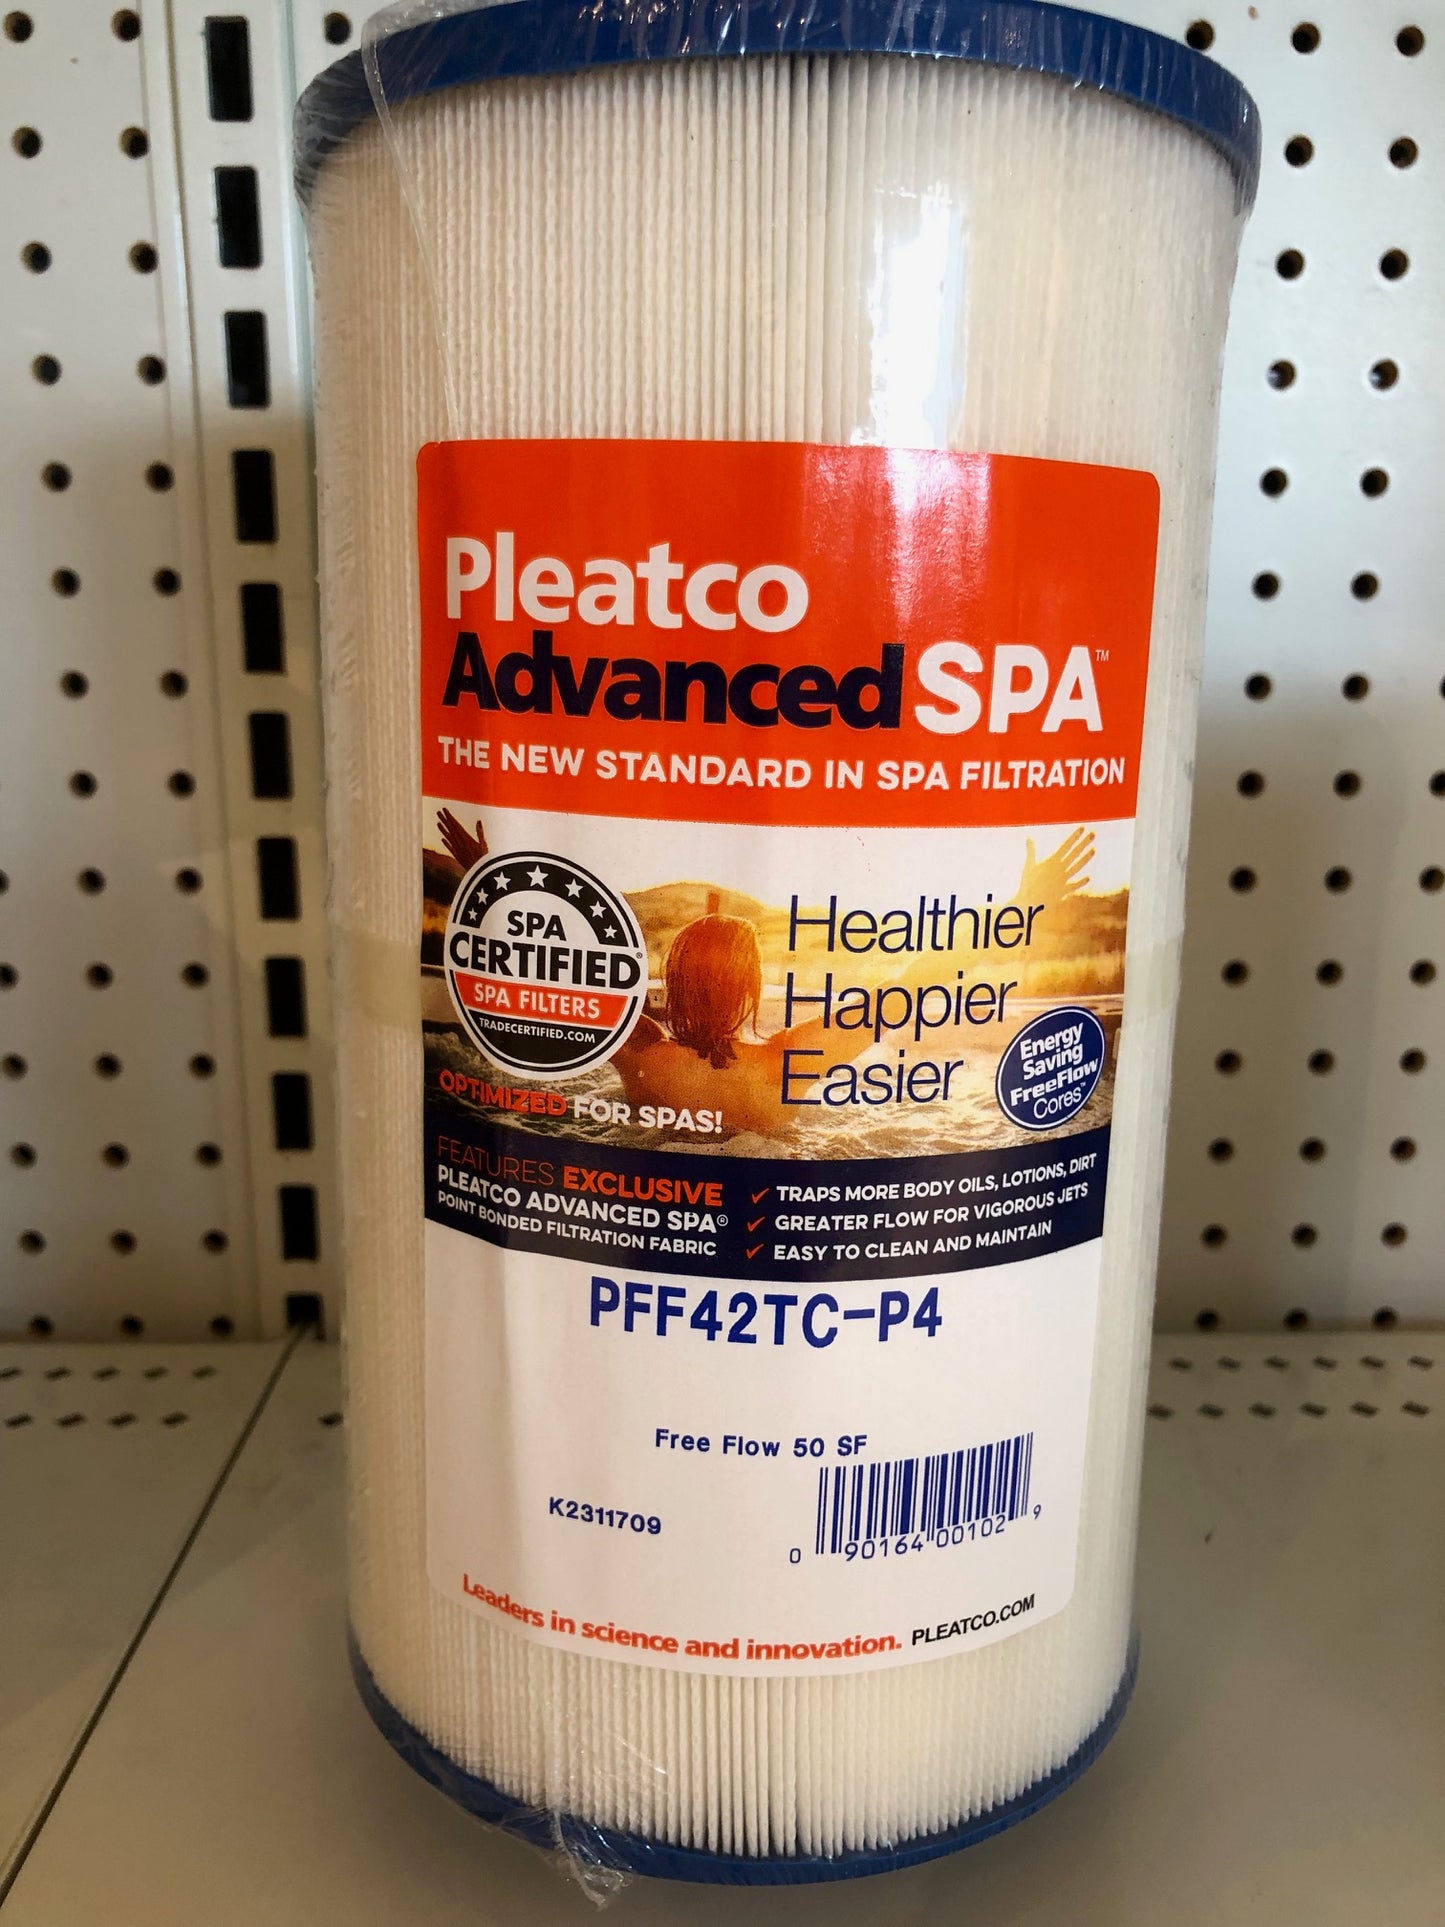 Pleatco
Advanced SPA™
THE NEW STANDARD IN SPA FILTRATION
SPA
CERTIFIED®
SPA FILTERS
TRADECERTIFIED.COM
Healthier
Happier
Easier
Energy
Saving
FreeFlow
Cores™
OPTIMIZED FOR SPAS!
FEATURES EXCLUSIVE
PLEATCO ADVANCED SPA®
POINT BONDED FILTRATION FABRIC
✓ TRAPS MORE BODY OILS, LOTIONS, DIRT
✓ GREATER FLOW FOR VIGOROUS JETS
✓ EASY TO CLEAN AND MAINTAIN
PFF42TC-P4
Free Flow 50 SF
K2311709
0 90164 00102 9
Leaders in science and innovation. PLEATCO.COM